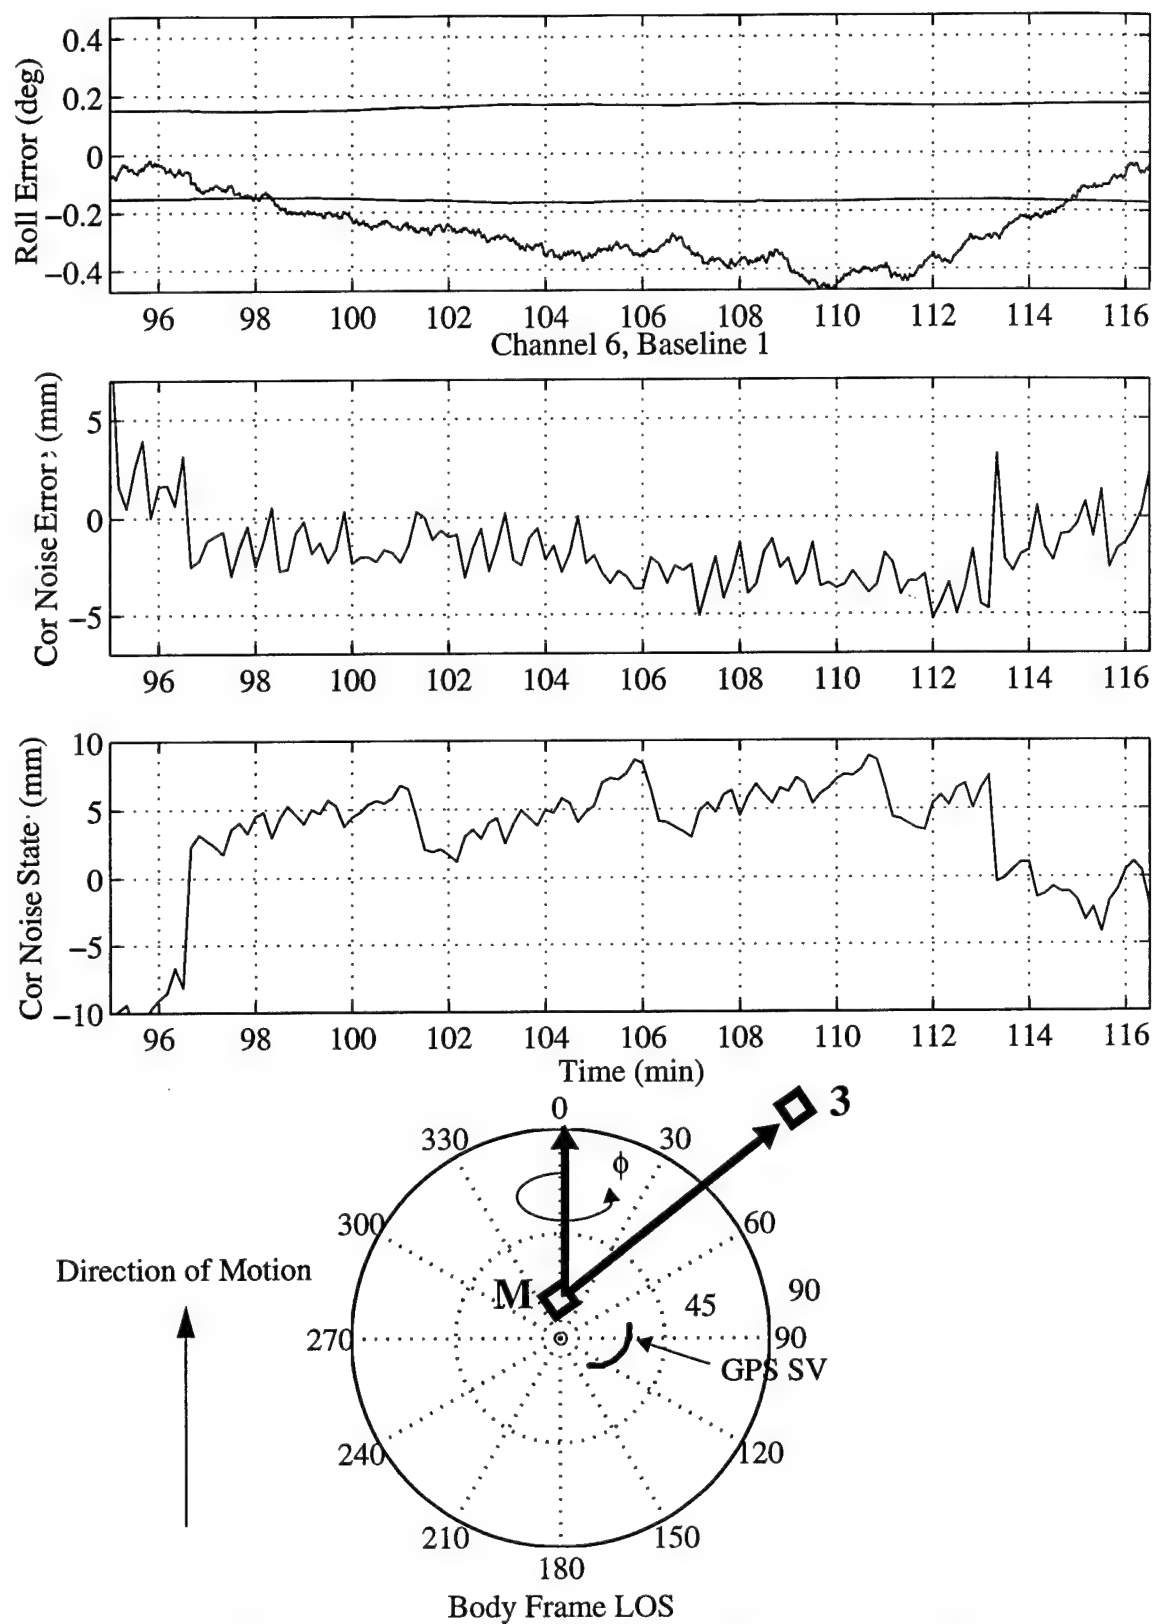 Roll Error (deg)
0.4
0.2
0
−0.2
−0.4
96 98 100 102 104 106 108 110 112 114 116
Channel 6, Baseline 1
Cor Noise Error (mm)
5
0
−5
96 98 100 102 104 106 108 110 112 114 116
Cor Noise State (mm)
10
5
0
−5
−10
96 98 100 102 104 106 108 110 112 114 116
Time (min)
0
3
330
30
ϕ
300
60
Direction of Motion
M
45
90
270
90
GPS SV
240
120
210
150
180
Body Frame LOS